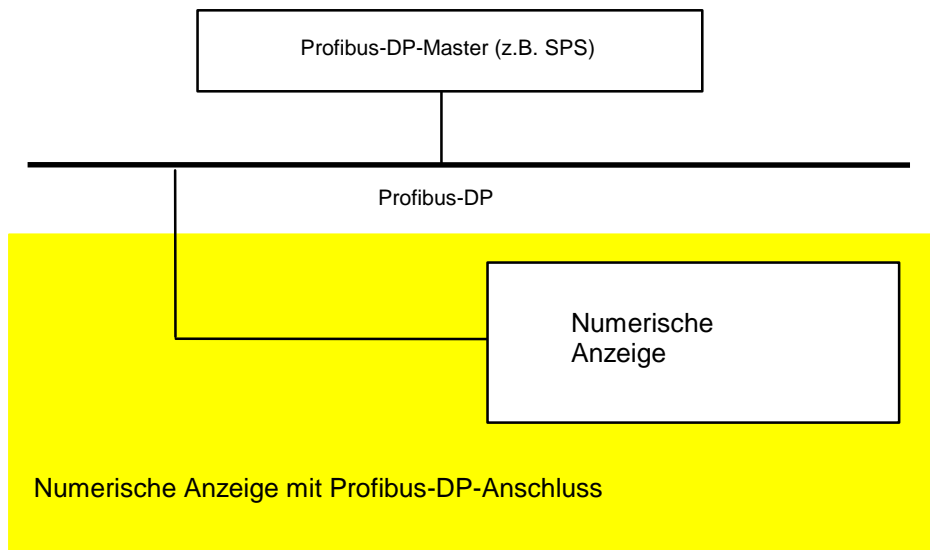 Profibus-DP-Master (z.B. SPS)
Profibus-DP
Numerische
Anzeige
Numerische Anzeige mit Profibus-DP-Anschluss